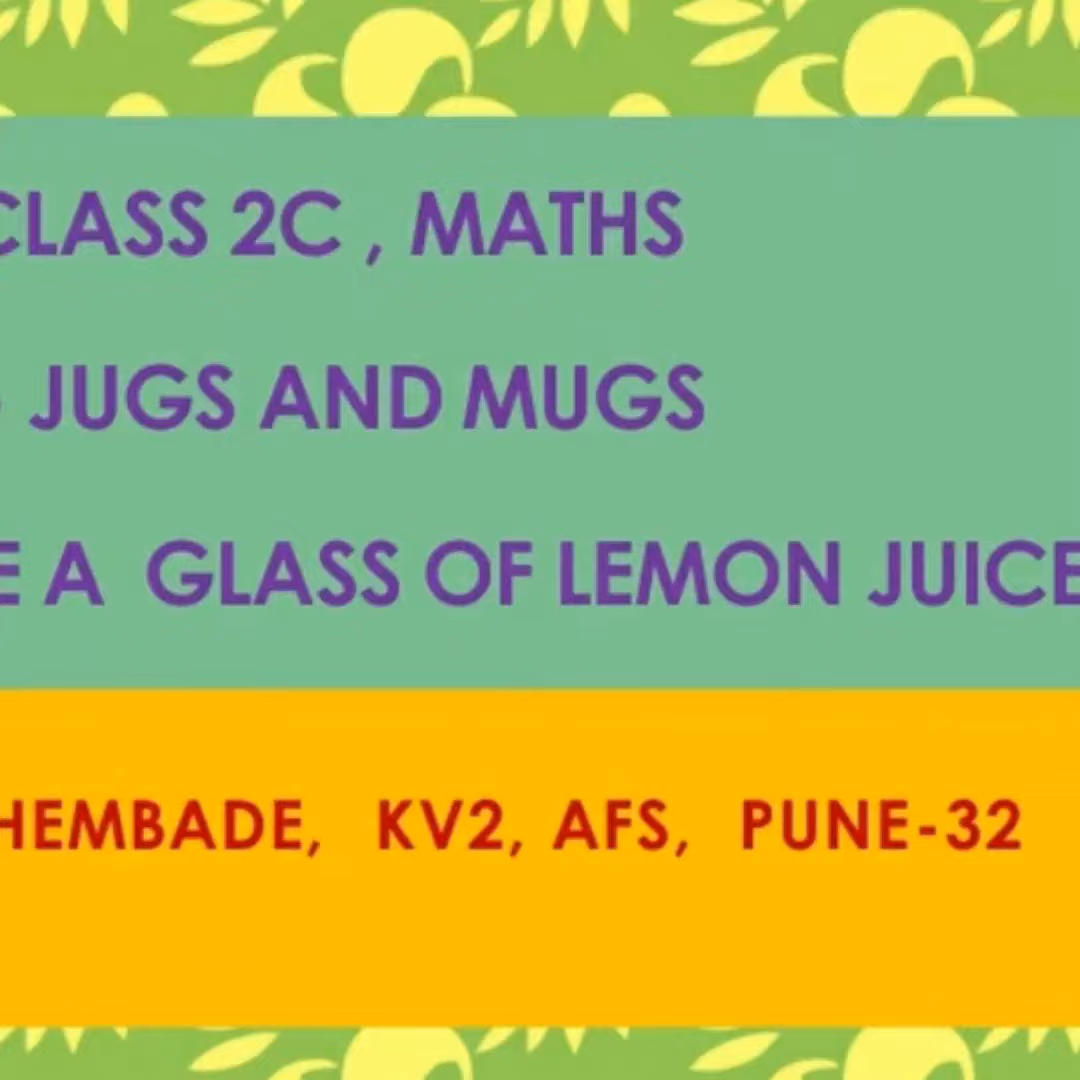 CLASS 2C , MATHS
JUGS AND MUGS
A GLASS OF LEMON JUICE
HEMBADE, KV2, AFS, PUNE-32